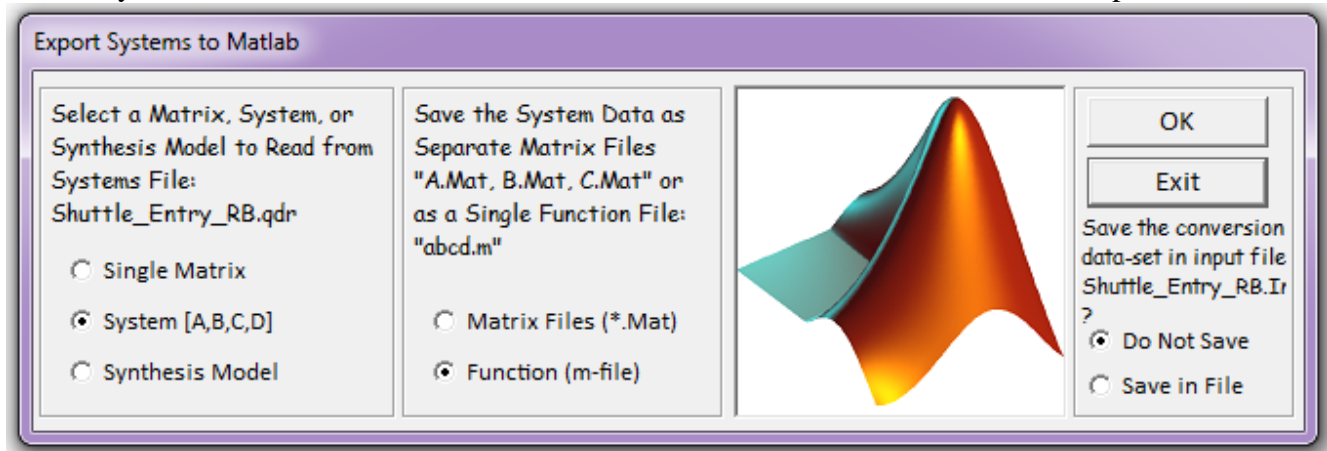 Export Systems to Matlab
Select a Matrix, System, or
Synthesis Model to Read from
Systems File:
Shuttle_Entry_RB.qdr
Single Matrix
System [A,B,C,D]
Synthesis Model
Save the System Data as
Separate Matrix Files
"A.Mat, B.Mat, C.Mat" or
as a Single Function File:
"abcd.m"
Matrix Files (*.Mat)
Function (m-file)
OK
Exit
Save the conversion
data-set in input file
Shuttle_Entry_RB.Ir
?
Do Not Save
Save in File